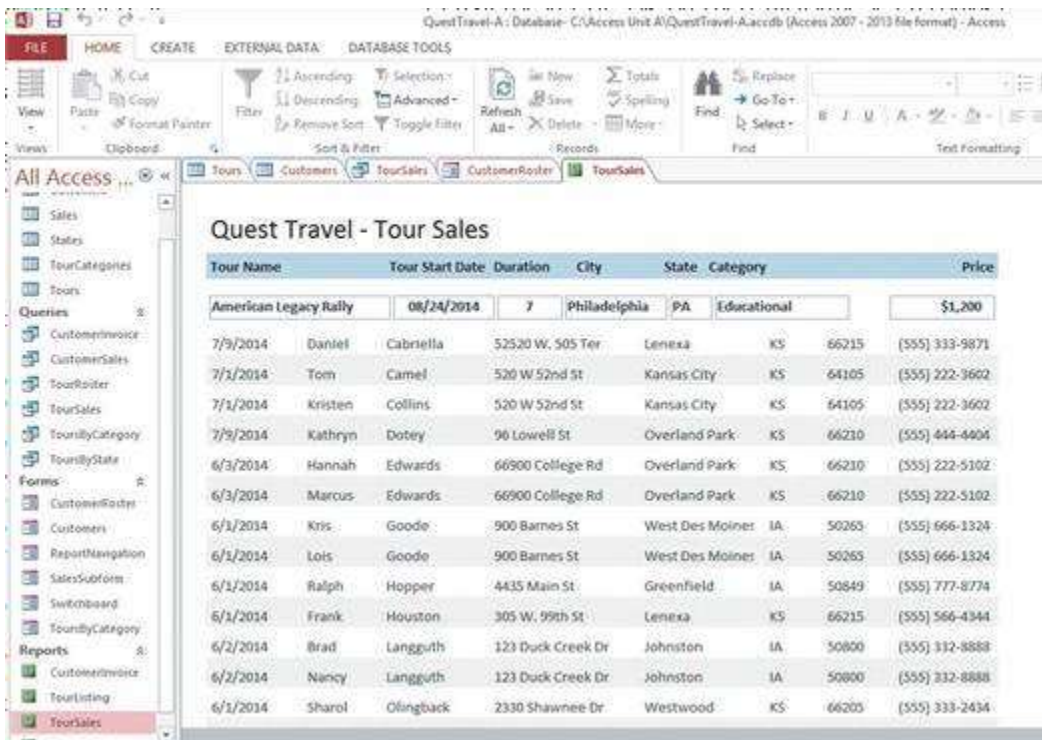 QuestTravel-A : Database- C:\Access Unit A\QuestTravel-A.accdb (Access 2007 - 2013 file format) - Access
FILE HOME CREATE EXTERNAL DATA DATABASE TOOLS
View Paste Cut Copy Format Painter Filter Ascending Descending Remove Sort Selection Advanced Toggle Filter Refresh All New Save Delete Totals Spelling More Find Replace Go To Select B I U A
Views Clipboard Sort & Filter Records Find Text Formatting
All Access ...
Tours Customers TourSales CustomerRoster TourSales
Sales
States
TourCategories
Tours
Queries
CustomerInvoice
CustomerSales
TourRoster
TourSales
ToursByCategory
ToursByState
Forms
CustomerRoster
Customers
ReportNavigation
SalesSubform
Switchboard
ToursByCategory
Reports
CustomerInvoice
TourListing
TourSales
Quest Travel - Tour Sales
Tour Name Tour Start Date Duration City State Category Price
American Legacy Rally 08/24/2014 7 Philadelphia PA Educational $1,200
7/9/2014 Daniel Cabriella 52520 W. 505 Ter Lenexa KS 66215 (555) 333-9871
7/1/2014 Tom Camel 520 W 52nd St Kansas City KS 64105 (555) 222-3602
7/1/2014 Kristen Collins 520 W 52nd St Kansas City KS 64105 (555) 222-3602
7/9/2014 Kathryn Dotey 96 Lowell St Overland Park KS 66210 (555) 444-4404
6/3/2014 Hannah Edwards 66900 College Rd Overland Park KS 66210 (555) 222-5102
6/3/2014 Marcus Edwards 66900 College Rd Overland Park KS 66210 (555) 222-5102
6/1/2014 Kris Goode 900 Barnes St West Des Moines IA 50265 (555) 666-1324
6/1/2014 Lois Goode 900 Barnes St West Des Moines IA 50265 (555) 666-1324
6/1/2014 Ralph Hopper 4435 Main St Greenfield IA 50849 (555) 777-8774
6/1/2014 Frank Houston 305 W. 99th St Lenexa KS 66215 (555) 566-4344
6/2/2014 Brad Langguth 123 Duck Creek Dr Johnston IA 50800 (555) 332-8888
6/2/2014 Nancy Langguth 123 Duck Creek Dr Johnston IA 50800 (555) 332-8888
6/1/2014 Sharol Olingback 2330 Shawnee Dr Westwood KS 66205 (555) 333-2434